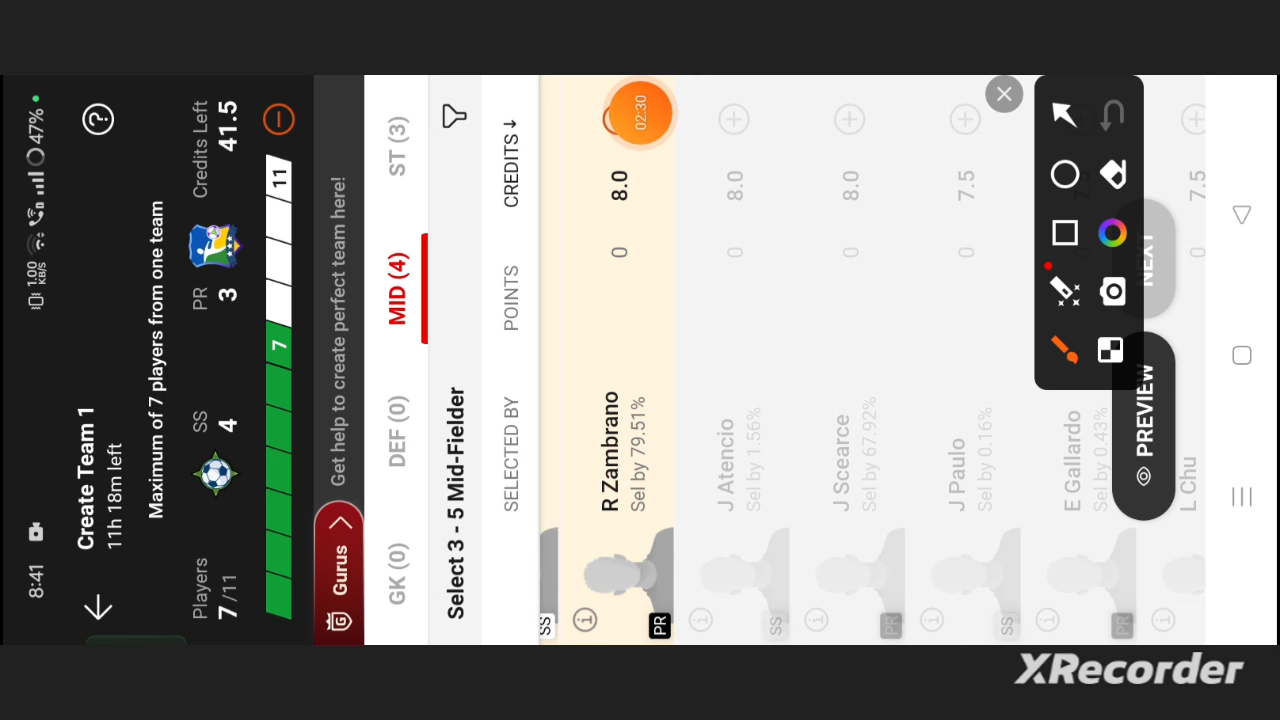 8:41
1.00 KB/S
47%
Create Team 1
11h 18m left
Maximum of 7 players from one team
Players
7/11
SS
4
PR
3
Credits Left
41.5
7
11
Gurus
Get help to create perfect team here!
GK (0)
DEF (0)
MID (4)
ST (3)
Select 3 - 5 Mid-Fielder
SELECTED BY
POINTS
CREDITS ↓
SS
R Zambrano
Sel by 79.51%
0
8.0
PR
02:30
J Atencio
Sel by 1.56%
0
8.0
SS
J Scearce
Sel by 67.92%
0
8.0
PR
J Paulo
Sel by 0.16%
0
7.5
SS
E Gallardo
Sel by 0.43%
7.5
PR
L Chu
0
7.5
PREVIEW
NEXT
XRecorder